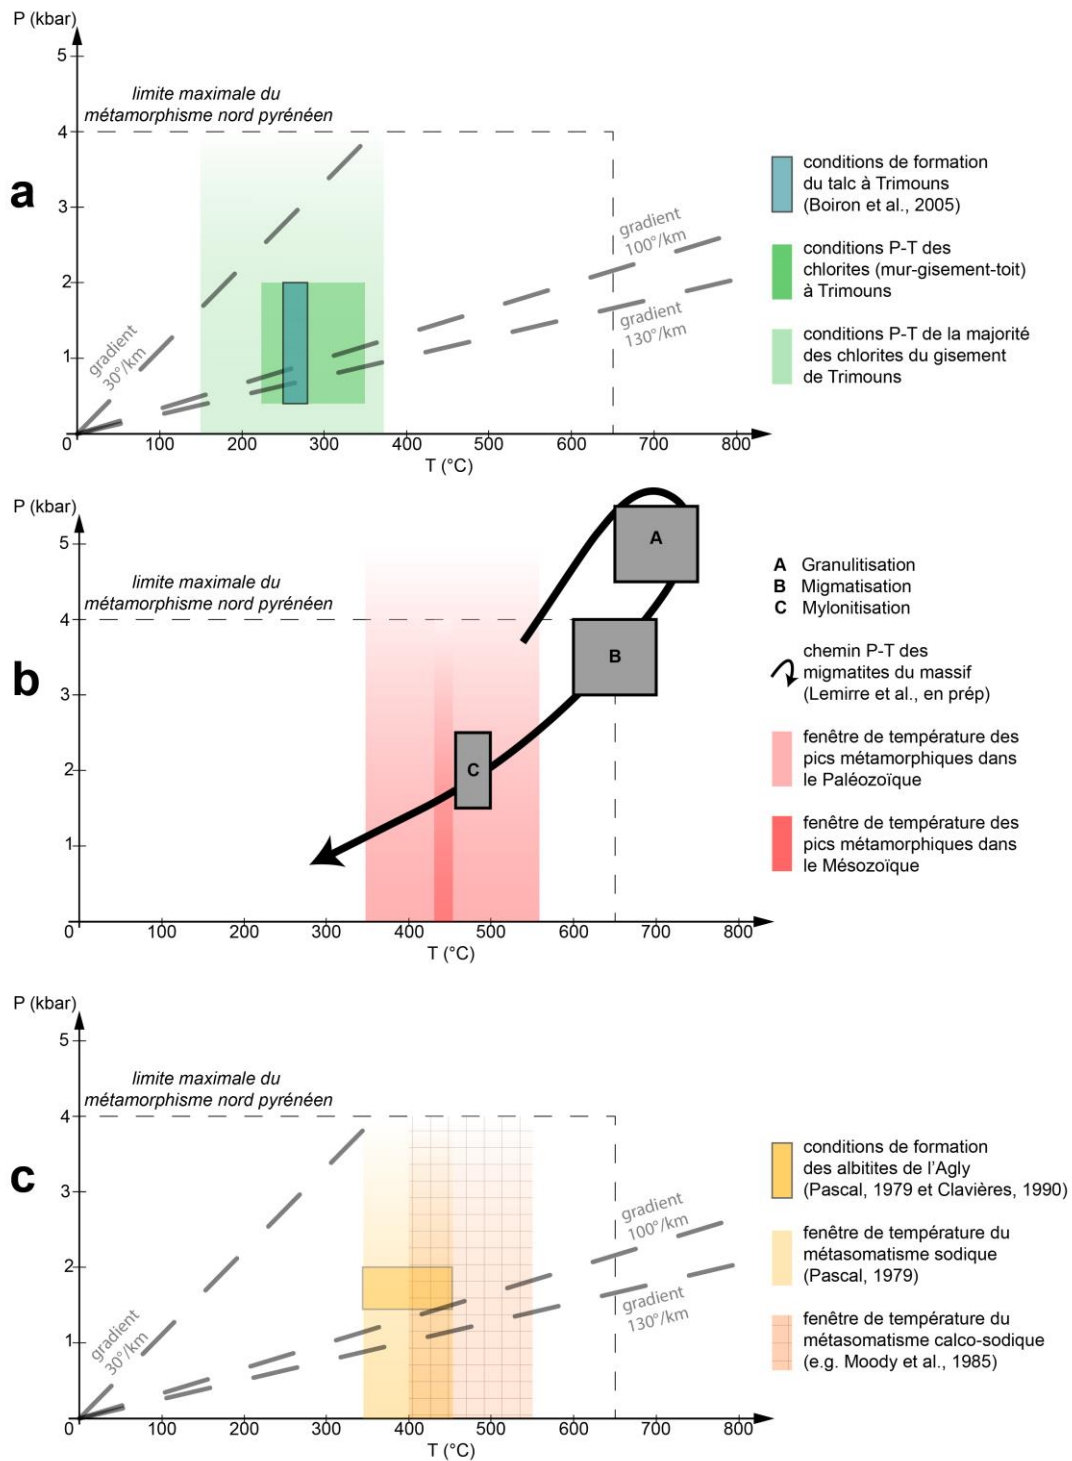 P (kbar)
5
limite maximale du
métamorphisme nord pyrénéen
4
a
3
2
1
0
gradient
30°/km
gradient
100°/km
gradient
130°/km
100
200
300
400
500
600
700
800
T (°C)
conditions de formation
du talc à Trimouns
(Boiron et al., 2005)
conditions P-T des
chlorites (mur-gisement-toit)
à Trimouns
conditions P-T de la majorité
des chlorites du gisement
de Trimouns
P (kbar)
5
limite maximale du
métamorphisme nord pyrénéen
4
b
3
2
1
0
A
B
C
100
200
300
400
500
600
700
800
T (°C)
A Granulitisation
B Migmatisation
C Mylonitisation
chemin P-T des
migmatites du massif
(Lemirre et al., en prép)
fenêtre de température des
pics métamorphiques dans
le Paléozoïque
fenêtre de température des
pics métamorphiques dans
le Mésozoïque
P (kbar)
5
limite maximale du
métamorphisme nord pyrénéen
4
c
3
2
1
0
gradient
30°/km
gradient
100°/km
gradient
130°/km
100
200
300
400
500
600
700
800
T (°C)
conditions de formation
des albitites de l'Agly
(Pascal, 1979 et Clavières, 1990)
fenêtre de température du
métasomatisme sodique
(Pascal, 1979)
fenêtre de température du
métasomatisme calco-sodique
(e.g. Moody et al., 1985)